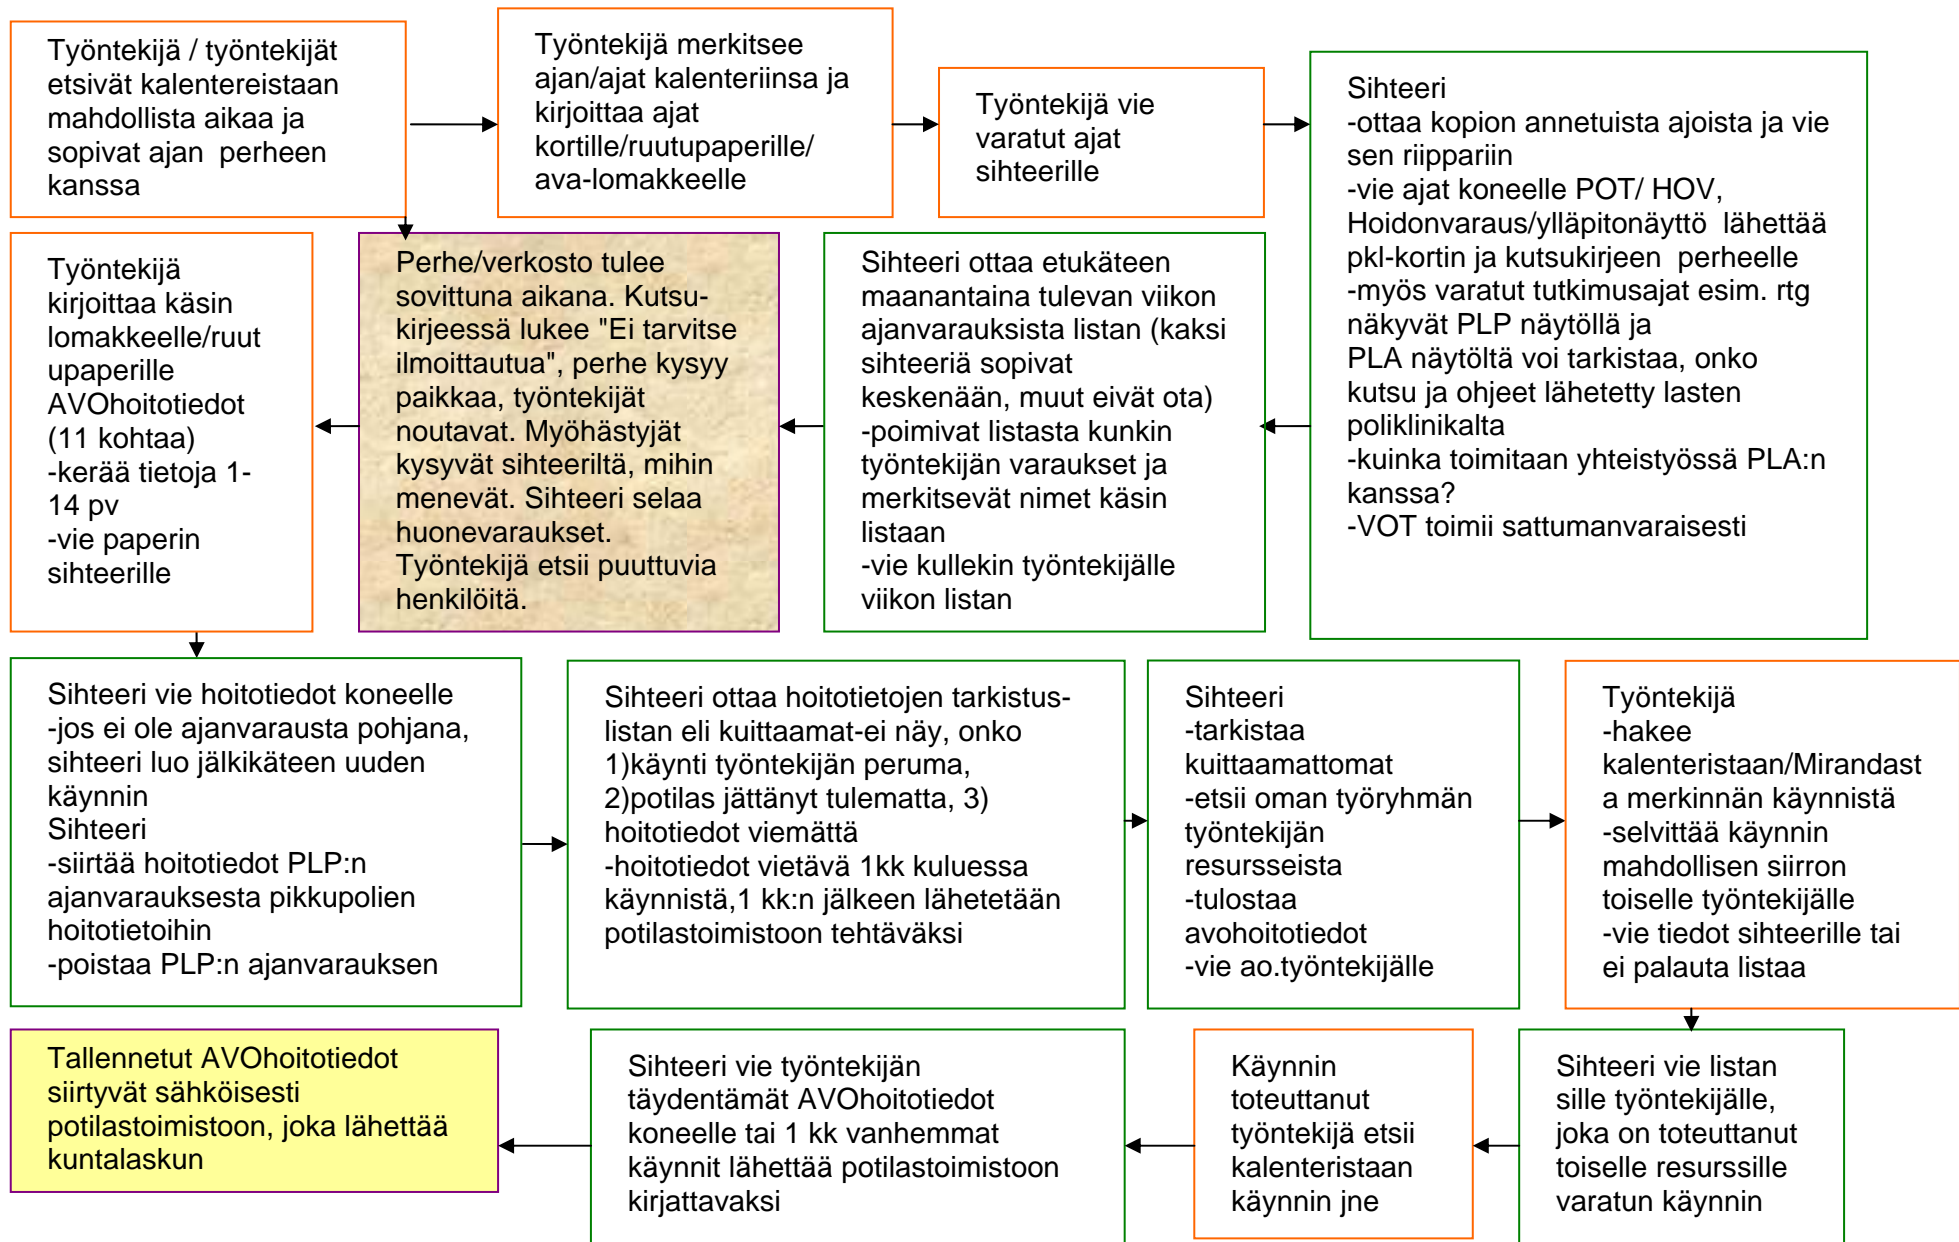 Työntekijä / työntekijät
etsivät kalentereistaan
mahdollista aikaa ja
sopivat ajan perheen
kanssa
Työntekijä merkitsee
ajan/ajat kalenteriinsa ja
kirjoittaa ajat
kortille/ruutupaperille/
ava-lomakkeelle
Työntekijä vie
varatut ajat
sihteerille
Sihteeri
-ottaa kopion annetuista ajoista ja vie
sen riippariin
-vie ajat koneelle POT/ HOV,
Hoidonvaraus/ylläpitonäyttö lähettää
pkl-kortin ja kutsukirjeen perheelle
-myös varatut tutkimusajat esim. rtg
näkyvät PLP näytöllä ja
PLA näytöltä voi tarkistaa, onko
kutsu ja ohjeet lähetetty lasten
poliklinikalta
-kuinka toimitaan yhteistyössä PLA:n
kanssa?
-VOT toimii sattumanvaraisesti
Sihteeri ottaa etukäteen
maanantaina tulevan viikon
ajanvarauksista listan (kaksi
sihteeriä sopivat
keskenään, muut eivät ota)
-poimivat listasta kunkin
työntekijän varaukset ja
merkitsevät nimet käsin
listaan
-vie kullekin työntekijälle
viikon listan
Perhe/verkosto tulee
sovittuna aikana. Kutsu-
kirjeessä lukee "Ei tarvitse
ilmoittautua", perhe kysyy
paikkaa, työntekijät
noutavat. Myöhästyjät
kysyvät sihteeriltä, mihin
menevät. Sihteeri selaa
huonevaraukset.
Työntekijä etsii puuttuvia
henkilöitä.
Työntekijä
kirjoittaa käsin
lomakkeelle/ruut
upaperille
AVOhoitotiedot
(11 kohtaa)
-kerää tietoja 1-
14 pv
-vie paperin
sihteerille
Sihteeri vie hoitotiedot koneelle
-jos ei ole ajanvarausta pohjana,
sihteeri luo jälkikäteen uuden
käynnin
Sihteeri
-siirtää hoitotiedot PLP:n
ajanvarauksesta pikkupolien
hoitotietoihin
-poistaa PLP:n ajanvarauksen
Sihteeri ottaa hoitotietojen tarkistus-
listan eli kuittaamat-ei näy, onko
1)käynti työntekijän peruma,
2)potilas jättänyt tulematta, 3)
hoitotiedot viemättä
-hoitotiedot vietävä 1kk kuluessa
käynnistä,1 kk:n jälkeen lähetetään
potilastoimistoon tehtäväksi
Sihteeri
-tarkistaa
kuittaamattomat
-etsii oman työryhmän
työntekijän
resursseista
-tulostaa
avohoitotiedot
-vie ao.työntekijälle
Työntekijä
-hakee
kalenteristaan/Mirandast
a merkinnän käynnistä
-selvittää käynnin
mahdollisen siirron
toiselle työntekijälle
-vie tiedot sihteerille tai
ei palauta listaa
Sihteeri vie listan
sille työntekijälle,
joka on toteuttanut
toiselle resurssille
varatun käynnin
Käynnin
toteuttanut
työntekijä etsii
kalenteristaan
käynnin jne
Sihteeri vie työntekijän
täydentämät AVOhoitotiedot
koneelle tai 1 kk vanhemmat
käynnit lähettää potilastoimistoon
kirjattavaksi
Tallennetut AVOhoitotiedot
siirtyvät sähköisesti
potilastoimistoon, joka lähettää
kuntalaskun